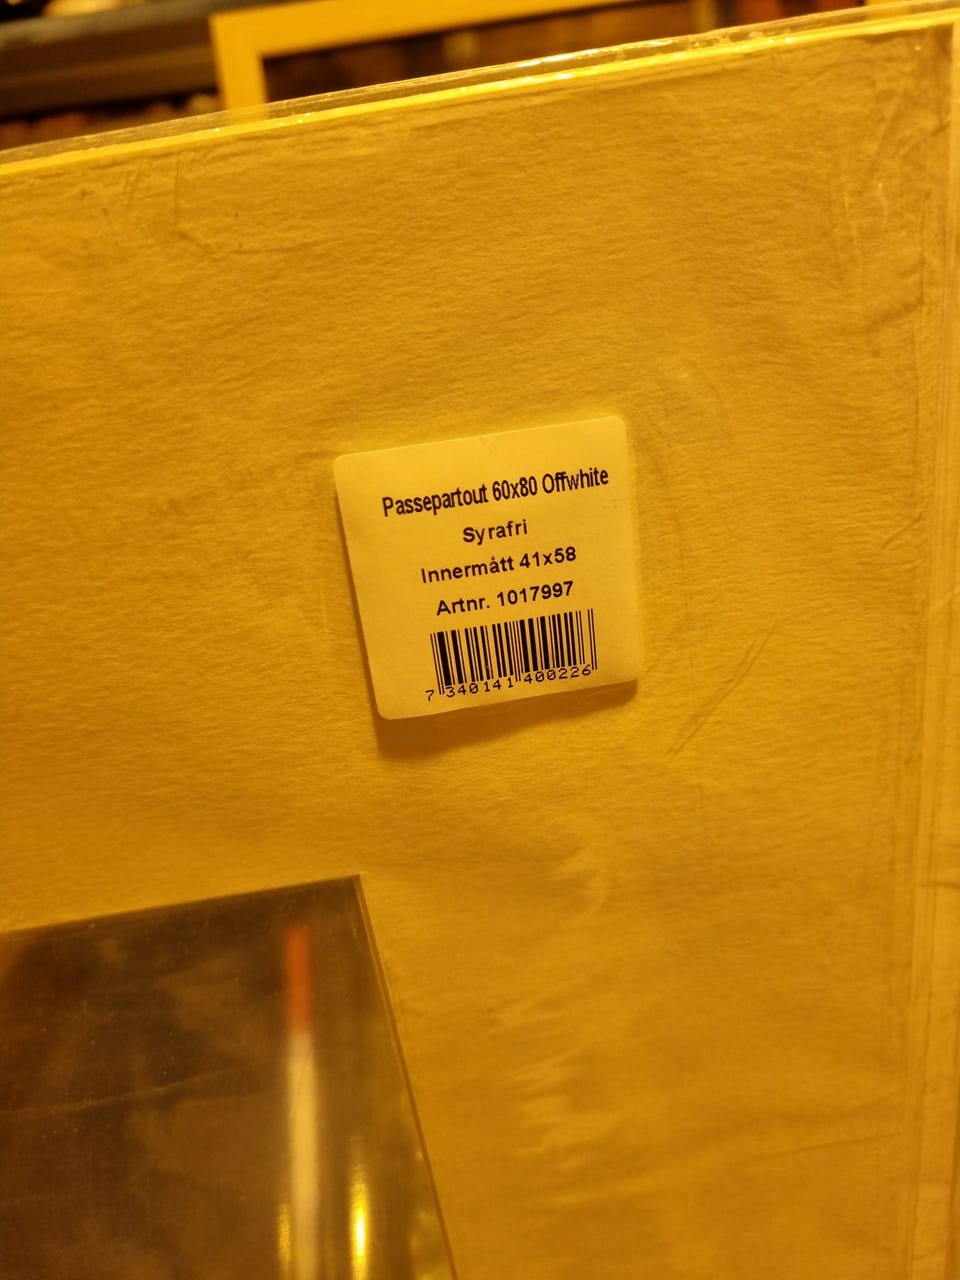 Passepartout 60x80 Offwhite
Syrafri
Innermått 41x58
Artnr. 1017997
7 340141 400226